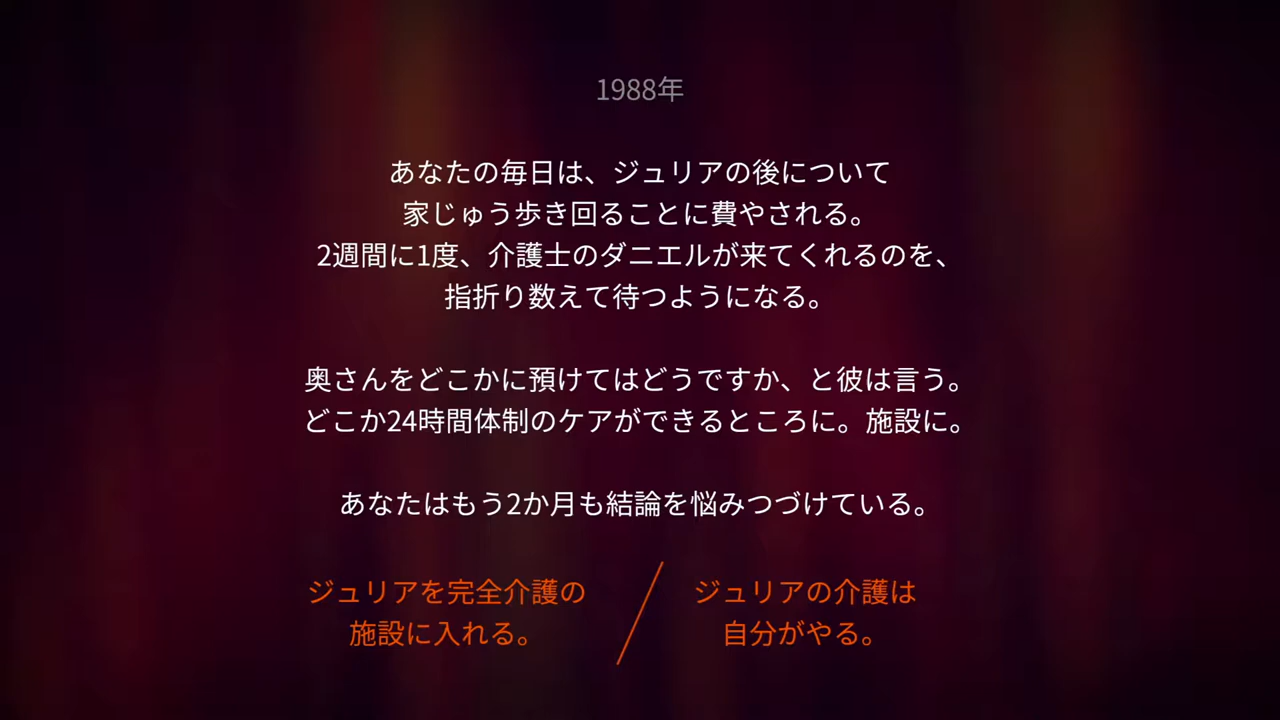 1988年
あなたの毎日は、ジュリアの後について
家じゅう歩き回ることに費やされる。
2週間に1度、介護士のダニエルが来てくれるのを、
指折り数えて待つようになる。
奥さんをどこかに預けてはどうですか、と彼は言う。
どこか24時間体制のケアができるところに。施設に。
あなたはもう2か月も結論を悩みつづけている。
ジュリアを完全介護の
施設に入れる。
ジュリアの介護は
自分がやる。